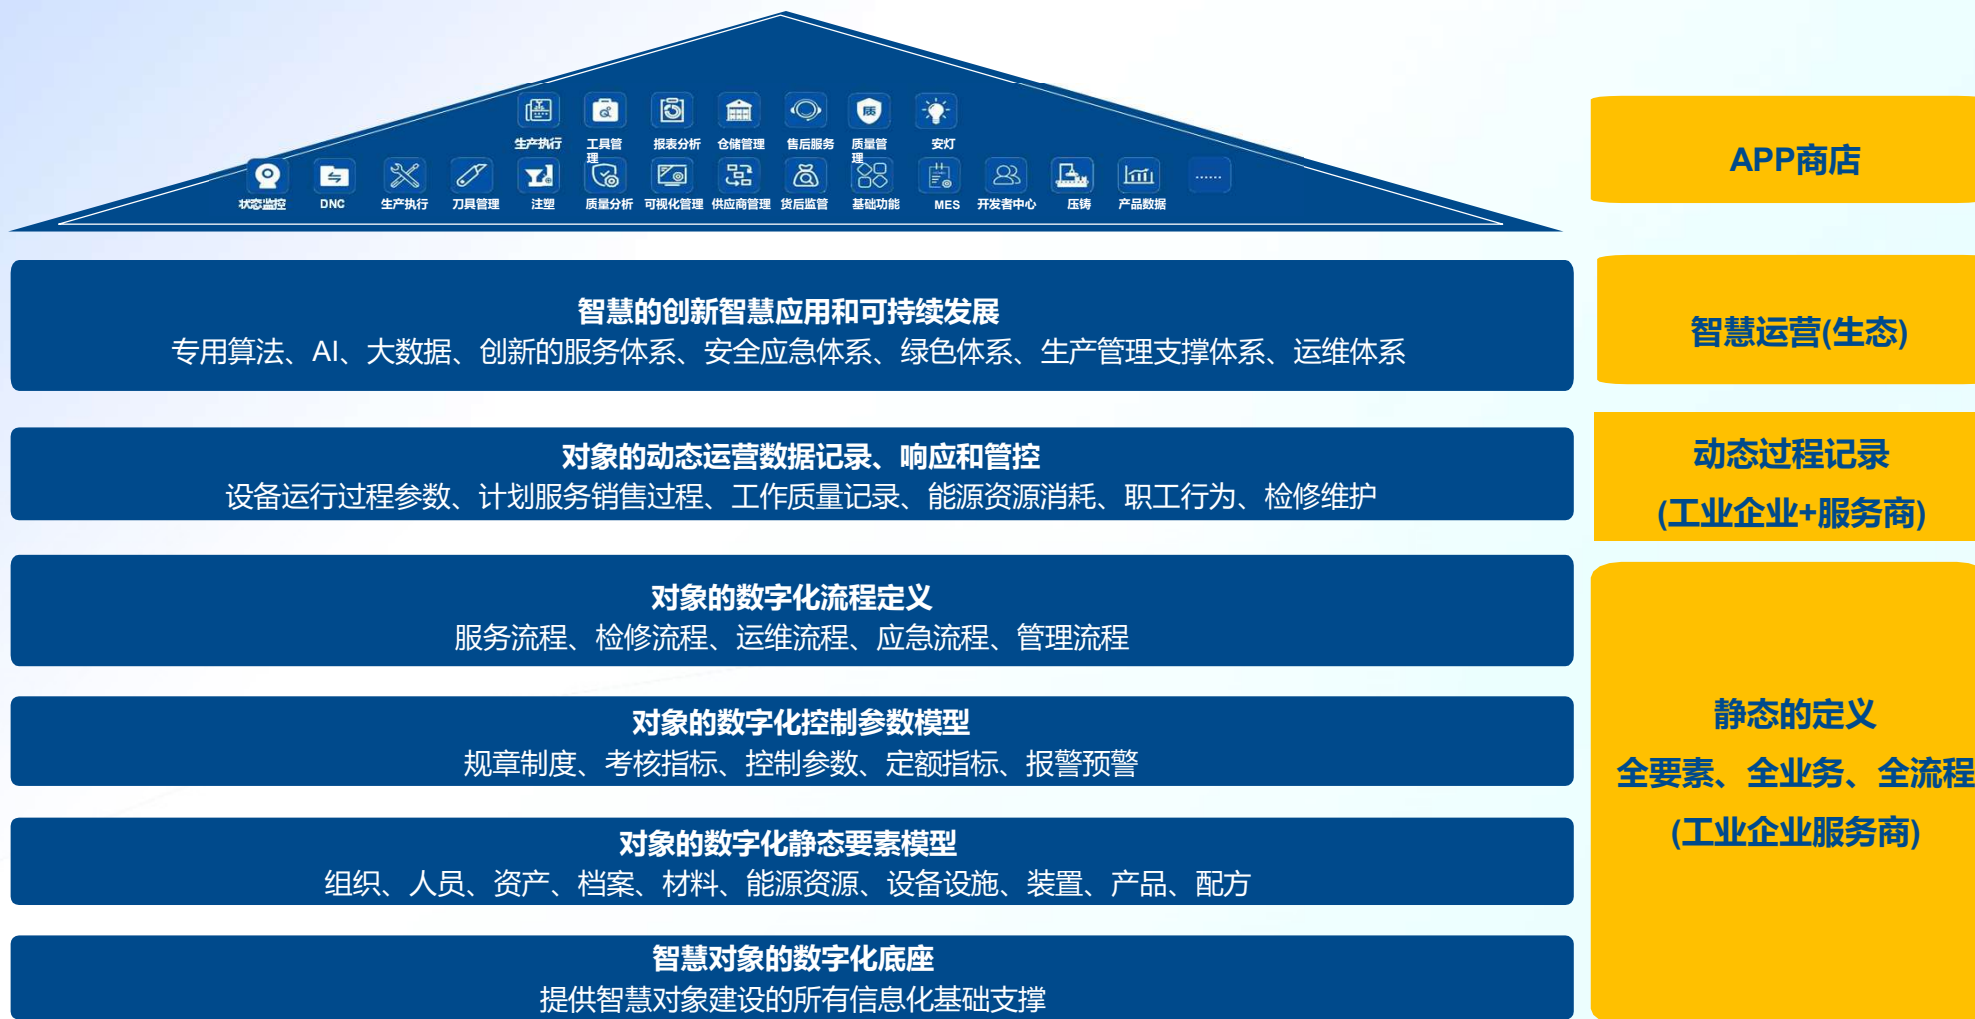 生产执行
工具管理
报表分析
仓储管理
售后服务
质量管理
安灯
状态监控
DNC
生产执行
刀具管理
注塑
质量分析
可视化管理
供应商管理
货后监管
基础功能
MES
开发者中心
压铸
产品数据
……
APP商店
智慧的创新智慧应用和可持续发展
专用算法、AI、大数据、创新的服务体系、安全应急体系、绿色体系、生产管理支撑体系、运维体系
智慧运营(生态)
对象的动态运营数据记录、响应和管控
设备运行过程参数、计划服务销售过程、工作质量记录、能源资源消耗、职工行为、检修维护
动态过程记录
(工业企业+服务商)
对象的数字化流程定义
服务流程、检修流程、运维流程、应急流程、管理流程
对象的数字化控制参数模型
规章制度、考核指标、控制参数、定额指标、报警预警
对象的数字化静态要素模型
组织、人员、资产、档案、材料、能源资源、设备设施、装置、产品、配方
智慧对象的数字化底座
提供智慧对象建设的所有信息化基础支撑
静态的定义
全要素、全业务、全流程
(工业企业服务商)